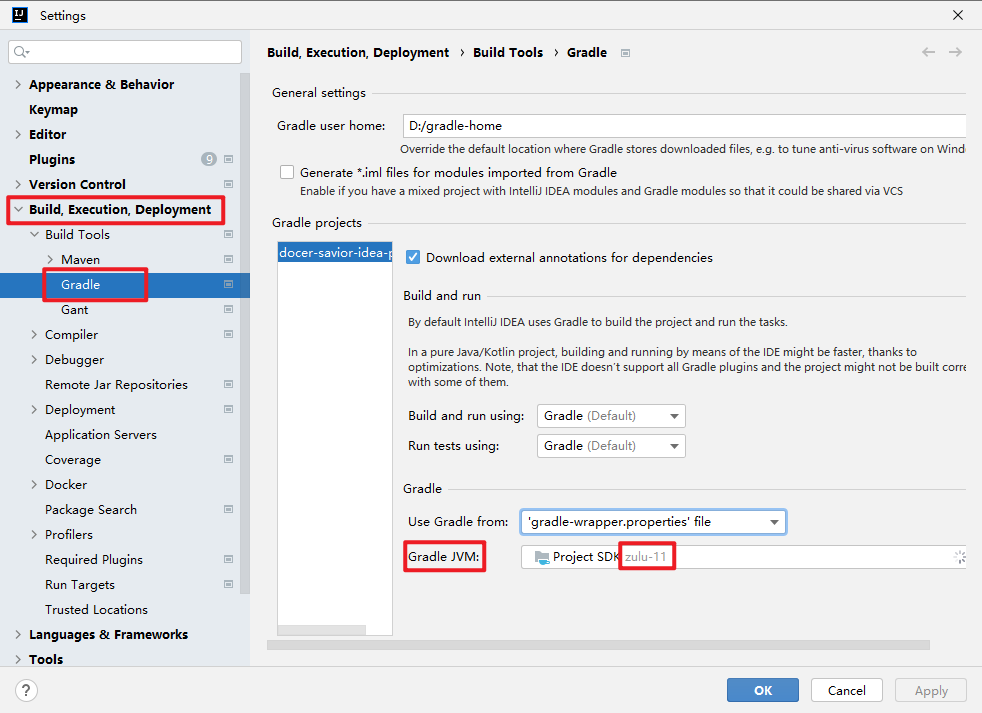 Settings
Build, Execution, Deployment › Build Tools › Gradle
Appearance & Behavior
Keymap
Editor
Plugins 9
Version Control
Build, Execution, Deployment
Build Tools
Maven
Gradle
Gant
Compiler
Debugger
Remote Jar Repositories
Deployment
Application Servers
Coverage
Docker
Package Search
Profilers
Required Plugins
Run Targets
Trusted Locations
Languages & Frameworks
Tools
General settings
Gradle user home: D:/gradle-home
Override the default location where Gradle stores downloaded files, e.g. to tune anti-virus software on Wind
Generate *.iml files for modules imported from Gradle
Enable if you have a mixed project with IntelliJ IDEA modules and Gradle modules so that it could be shared via VCS
Gradle projects
docer-savior-idea-p
Download external annotations for dependencies
Build and run
By default IntelliJ IDEA uses Gradle to build the project and run the tasks.
In a pure Java/Kotlin project, building and running by means of the IDE might be faster, thanks to
optimizations. Note, that the IDE doesn't support all Gradle plugins and the project might not be built corre
with some of them.
Build and run using: Gradle (Default)
Run tests using: Gradle (Default)
Gradle
Use Gradle from: 'gradle-wrapper.properties' file
Gradle JVM: Project SDK zulu-11
? OK Cancel Apply